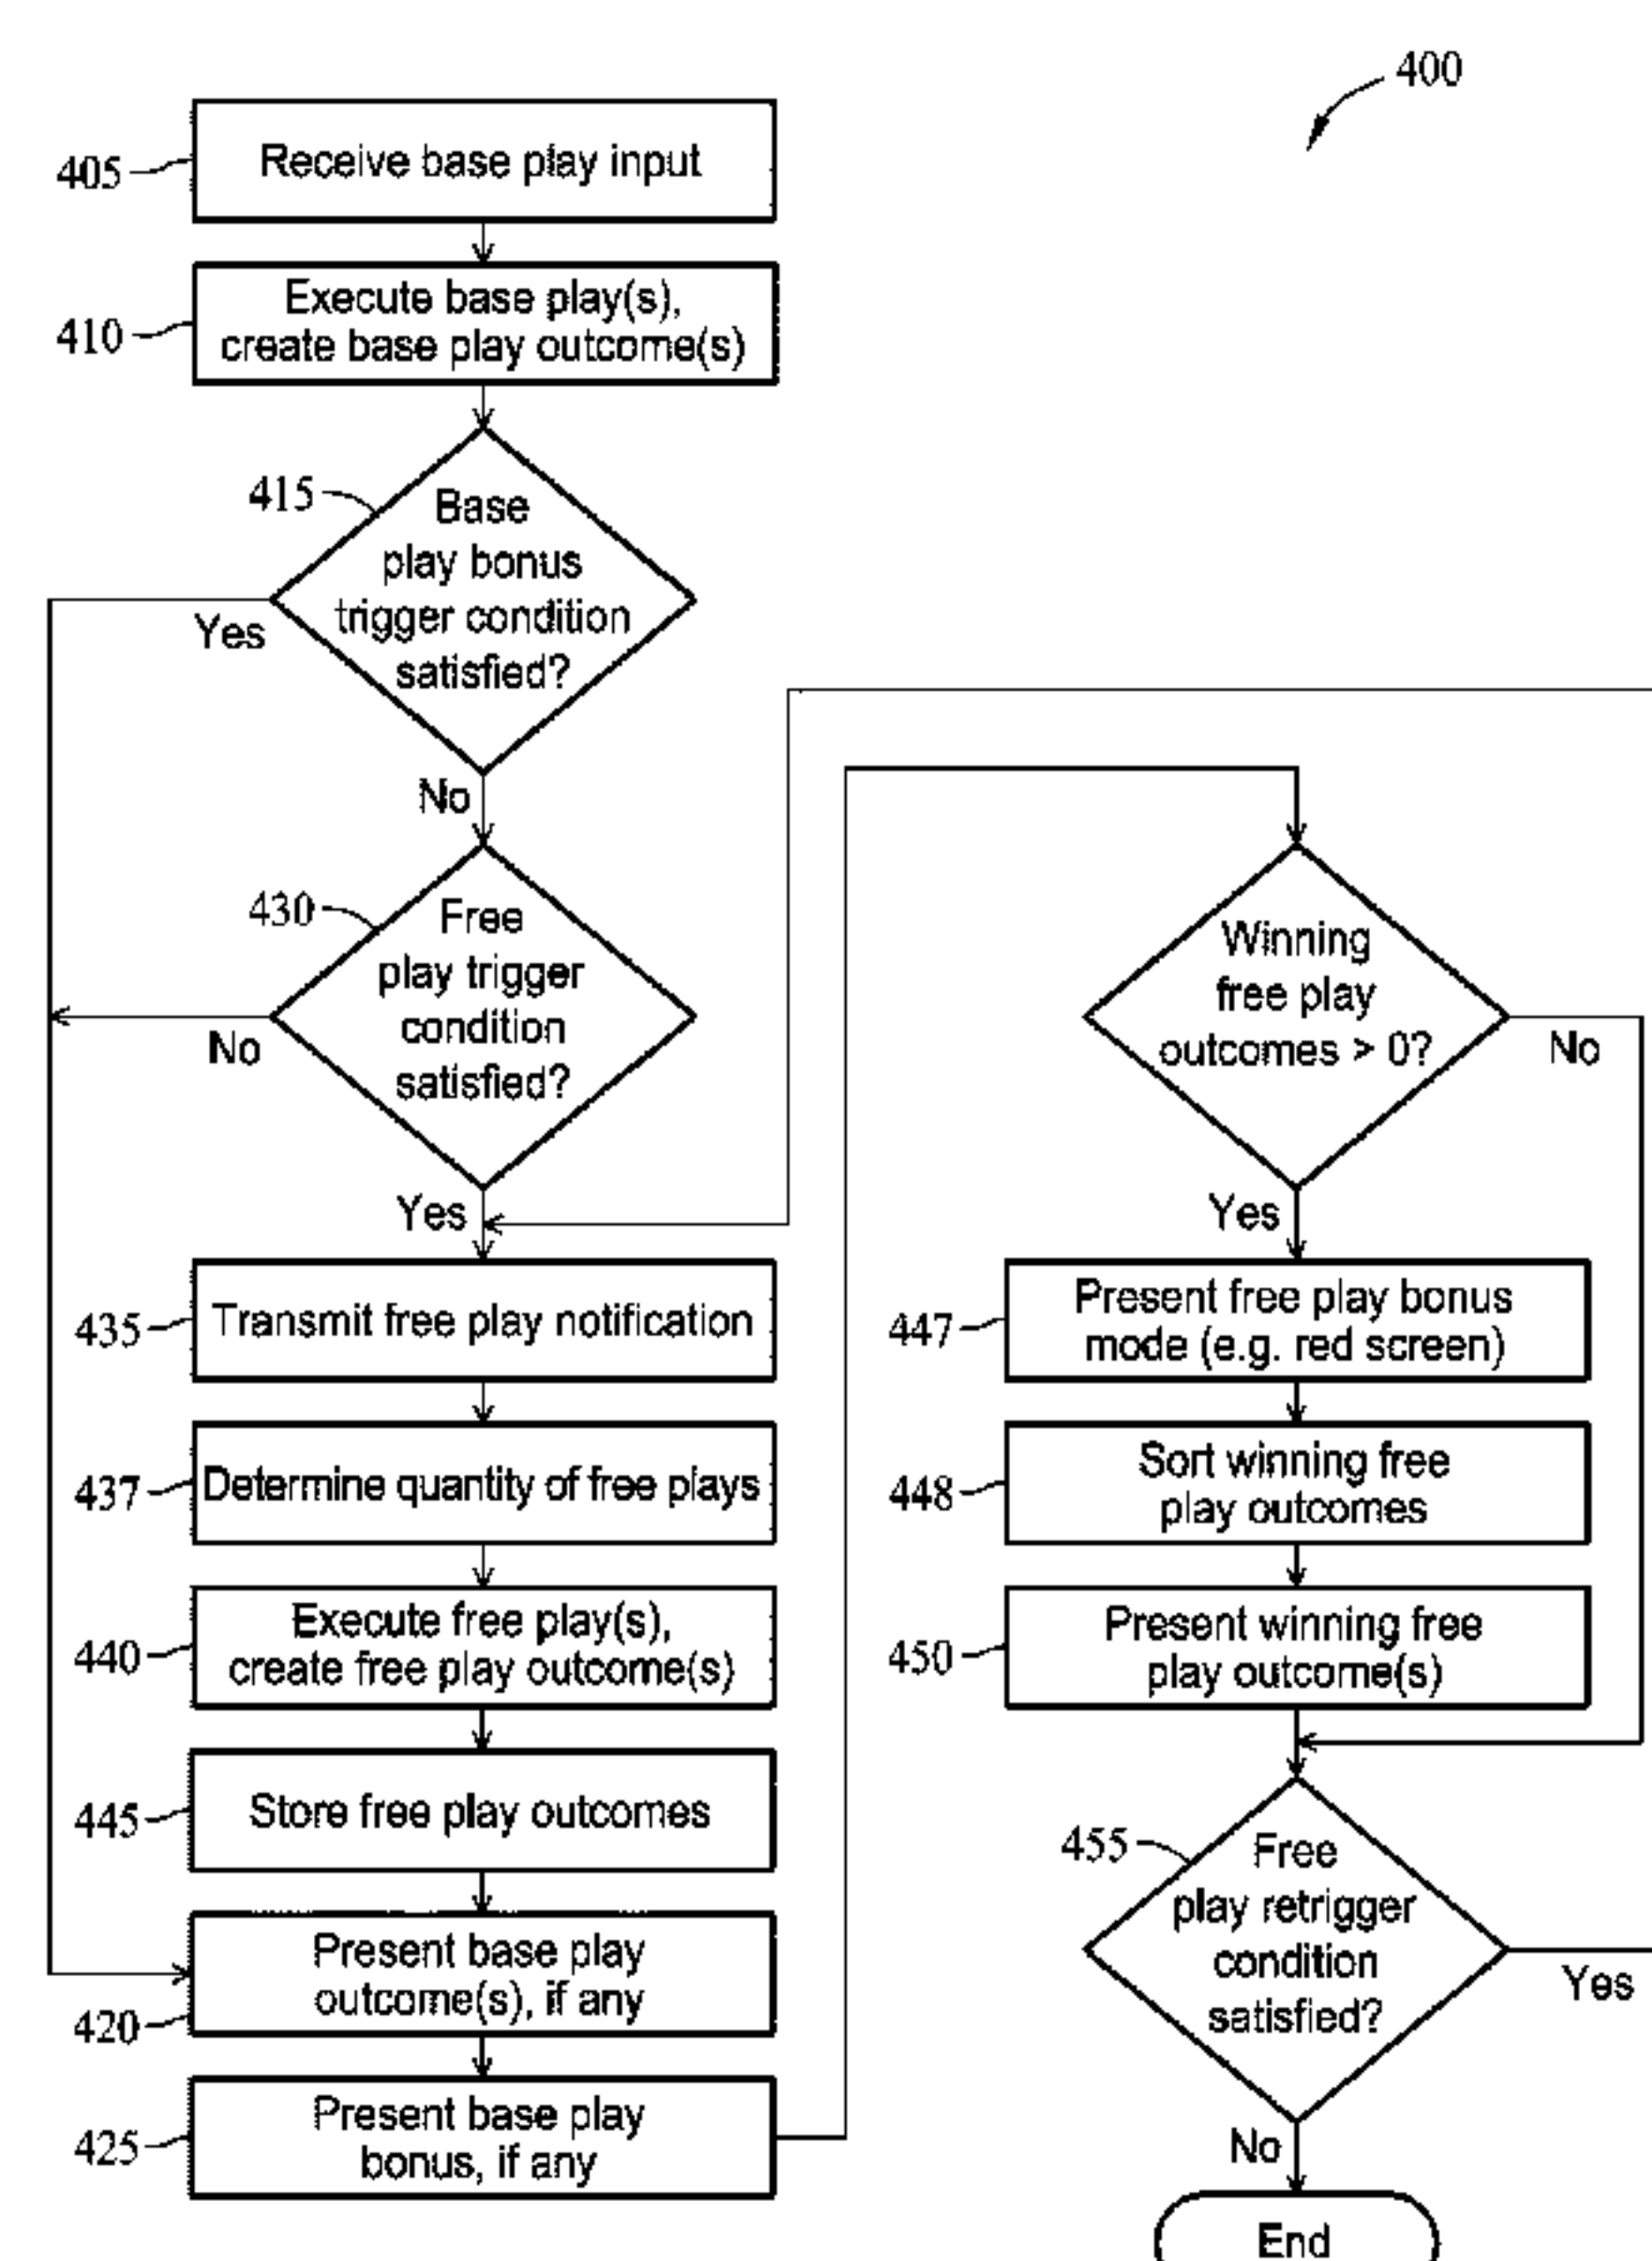 400
405
Receive base play input
410
Execute base play(s),
create base play outcome(s)
415
Base
play bonus
trigger condition
satisfied?
Yes
No
430
Free
play trigger
condition
satisfied?
No
Yes
435
Transmit free play notification
437
Determine quantity of free plays
440
Execute free play(s),
create free play outcome(s)
445
Store free play outcomes
420
Present base play
outcome(s), if any
425
Present base play
bonus, if any
Winning
free play
outcomes > 0?
No
Yes
447
Present free play bonus
mode (e.g. red screen)
448
Sort winning free
play outcomes
450
Present winning free
play outcome(s)
455
Free
play retrigger
condition
satisfied?
Yes
No
End